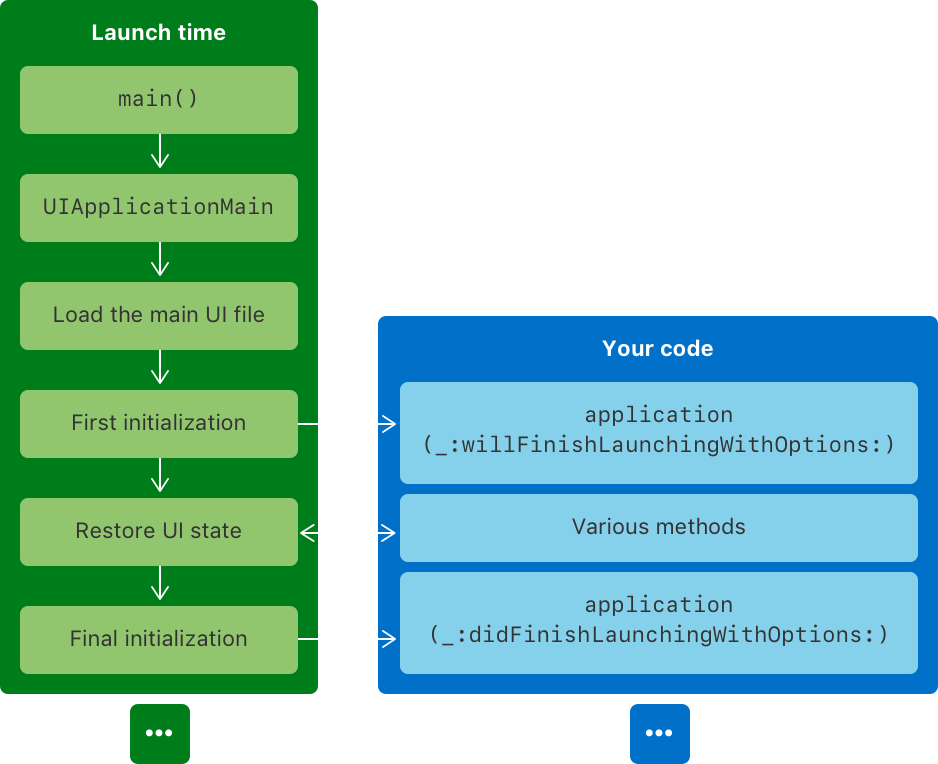 Launch time
main()
UIApplicationMain
Load the main UI file
First initialization
Restore UI state
Final initialization
•••
Your code
application
(_:willFinishLaunchingWithOptions:)
Various methods
application
(_:didFinishLaunchingWithOptions:)
•••